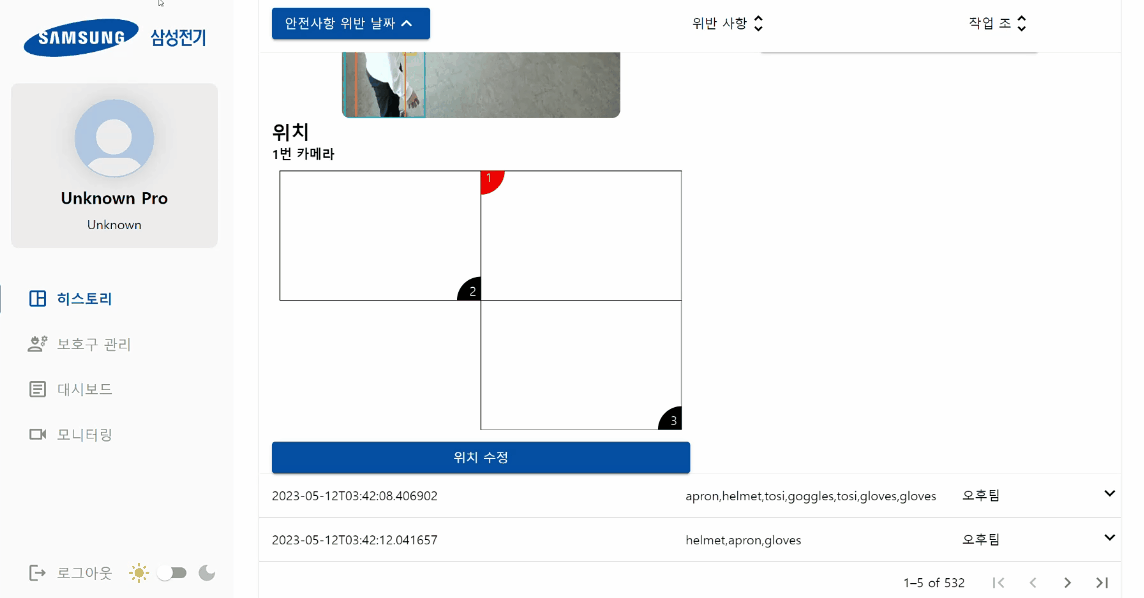 SAMSUNG 삼성전기
Unknown Pro
Unknown
히스토리
보호구 관리
대시보드
모니터링
로그아웃
안전사항 위반 날짜 위반 사항 작업 조
위치
1번 카메라
1
2
3
위치 수정
2023-05-12T03:42:08.406902 apron,helmet,tosi,goggles,tosi,gloves,gloves 오후팀
2023-05-12T03:42:12.041657 helmet,apron,gloves 오후팀
1–5 of 532